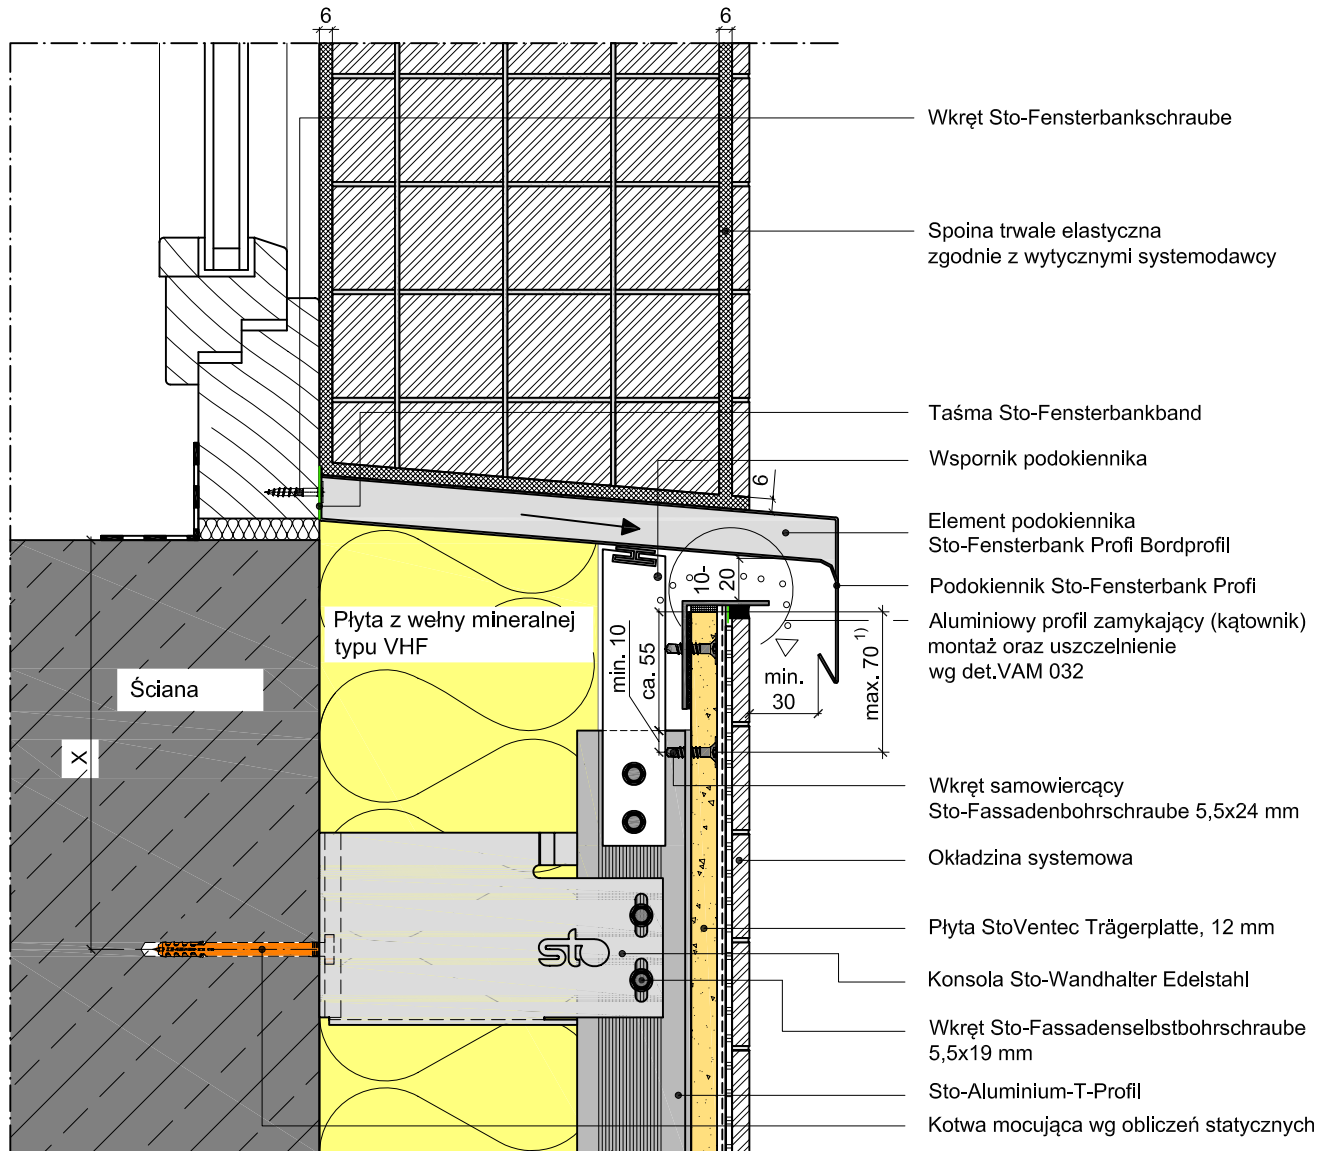 6
6
Wkręt Sto-Fensterbankschraube
Spoina trwale elastyczna
zgodnie z wytycznymi systemodawcy
Taśma Sto-Fensterbankband
Wspornik podokiennika
6
Element podokiennika
Sto-Fensterbank Profi Bordprofil
10-
20
Podokiennik Sto-Fensterbank Profi
Płyta z wełny mineralnej
typu VHF
min. 10
ca. 55
min.
30
max. 70 1)
Aluminiowy profil zamykający (kątownik)
montaż oraz uszczelnienie
wg det.VAM 032
Ściana
X
Wkręt samowiercący
Sto-Fassadenbohrschraube 5,5x24 mm
Okładzina systemowa
Płyta StoVentec Trägerplatte, 12 mm
sto
Konsola Sto-Wandhalter Edelstahl
Wkręt Sto-Fassadenselbstbohrschraube
5,5x19 mm
Sto-Aluminium-T-Profil
Kotwa mocująca wg obliczeń statycznych